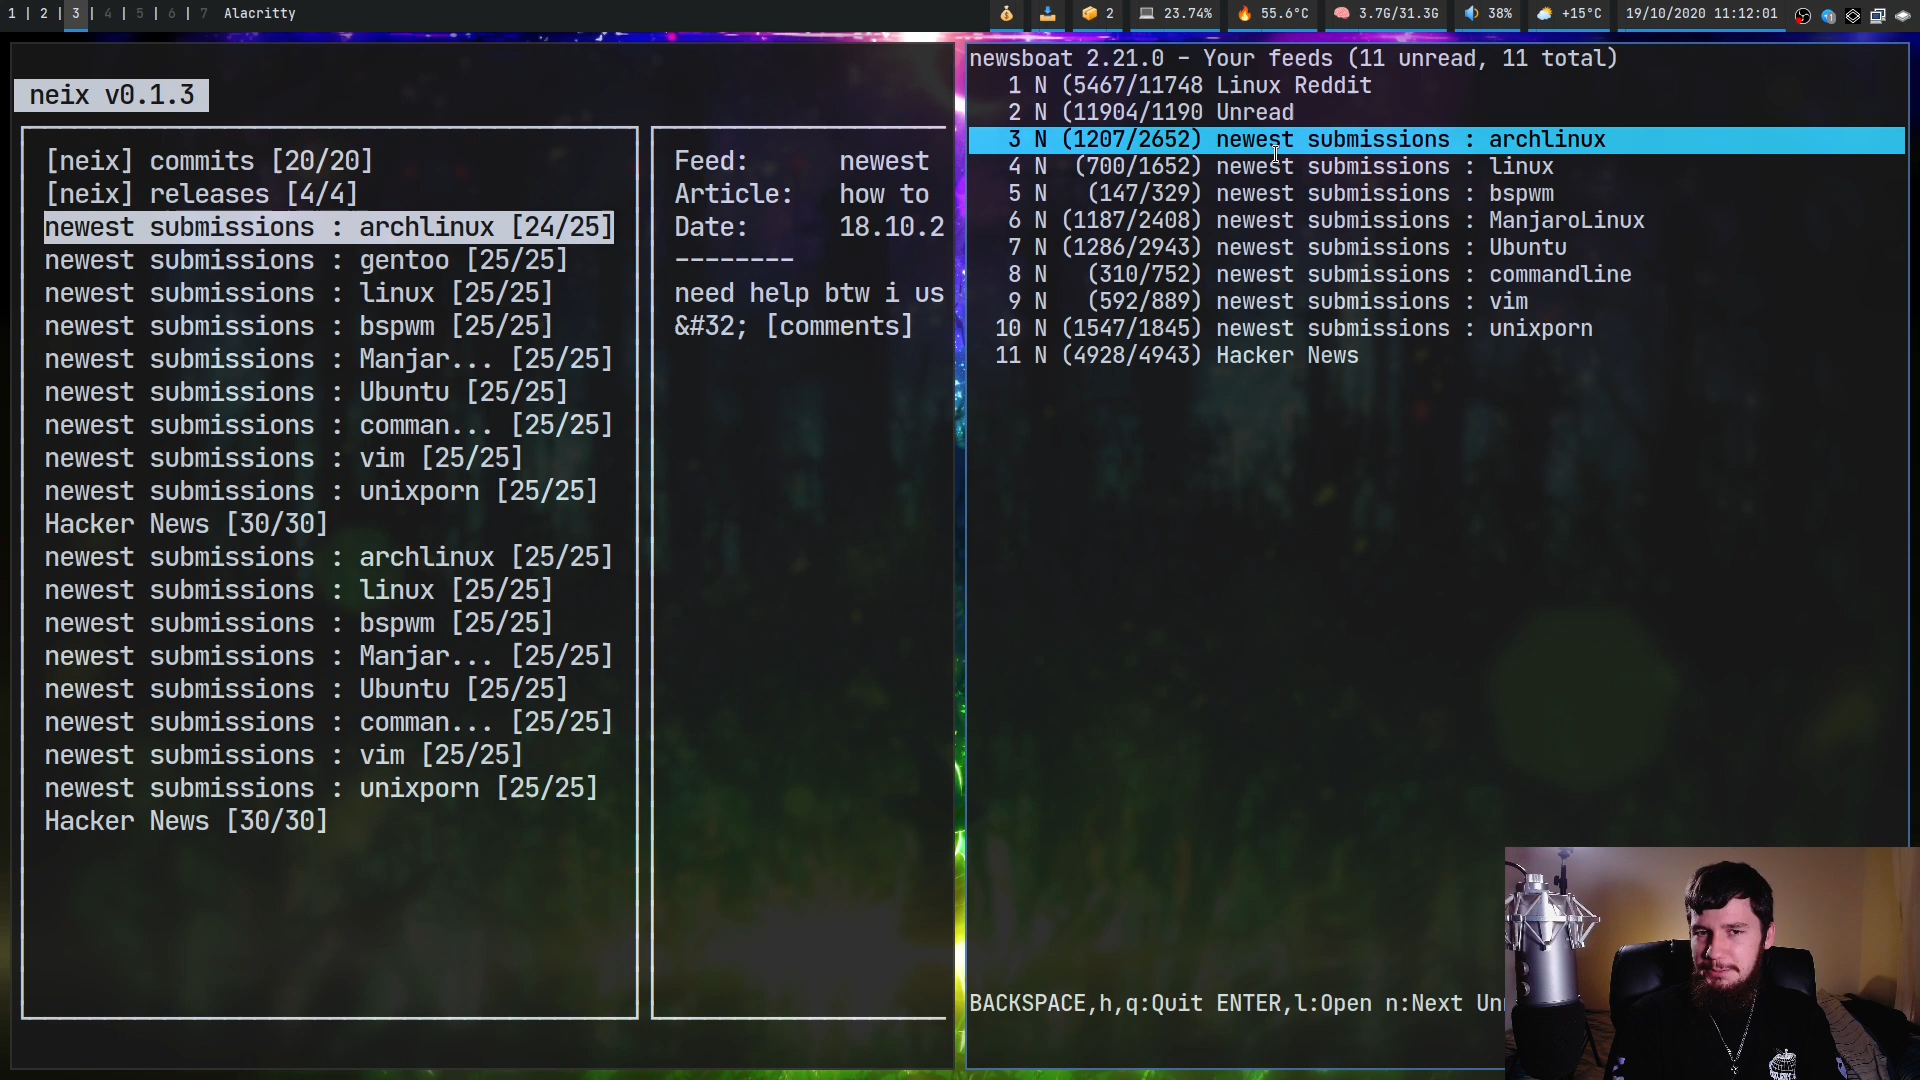 1 | 2 | 3 | 4 | 5 | 6 | 7 Alacritty
2 23.74% 55.6°C 3.7G/31.3G 38% +15°C 19/10/2020 11:12:01
neix v0.1.3
[neix] commits [20/20]
[neix] releases [4/4]
newest submissions : archlinux [24/25]
newest submissions : gentoo [25/25]
newest submissions : linux [25/25]
newest submissions : bspwm [25/25]
newest submissions : Manjar... [25/25]
newest submissions : Ubuntu [25/25]
newest submissions : comman... [25/25]
newest submissions : vim [25/25]
newest submissions : unixporn [25/25]
Hacker News [30/30]
newest submissions : archlinux [25/25]
newest submissions : linux [25/25]
newest submissions : bspwm [25/25]
newest submissions : Manjar... [25/25]
newest submissions : Ubuntu [25/25]
newest submissions : comman... [25/25]
newest submissions : vim [25/25]
newest submissions : unixporn [25/25]
Hacker News [30/30]
Feed: newest
Article: how to
Date: 18.10.2
--------
need help btw i us
&#32; [comments]
newsboat 2.21.0 - Your feeds (11 unread, 11 total)
1 N (5467/11748 Linux Reddit
2 N (11904/1190 Unread
3 N (1207/2652) newest submissions : archlinux
4 N (700/1652) newest submissions : linux
5 N (147/329) newest submissions : bspwm
6 N (1187/2408) newest submissions : ManjaroLinux
7 N (1286/2943) newest submissions : Ubuntu
8 N (310/752) newest submissions : commandline
9 N (592/889) newest submissions : vim
10 N (1547/1845) newest submissions : unixporn
11 N (4928/4943) Hacker News
BACKSPACE,h,q:Quit ENTER,l:Open n:Next Un